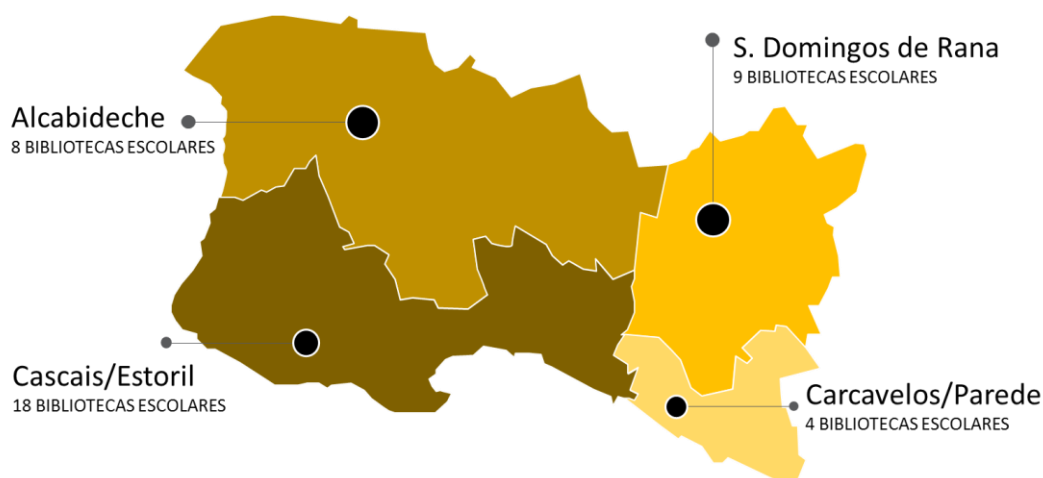 S. Domingos de Rana
9 BIBLIOTECAS ESCOLARES
Alcabideche
8 BIBLIOTECAS ESCOLARES
Cascais/Estoril
18 BIBLIOTECAS ESCOLARES
Carcavelos/Parede
4 BIBLIOTECAS ESCOLARES